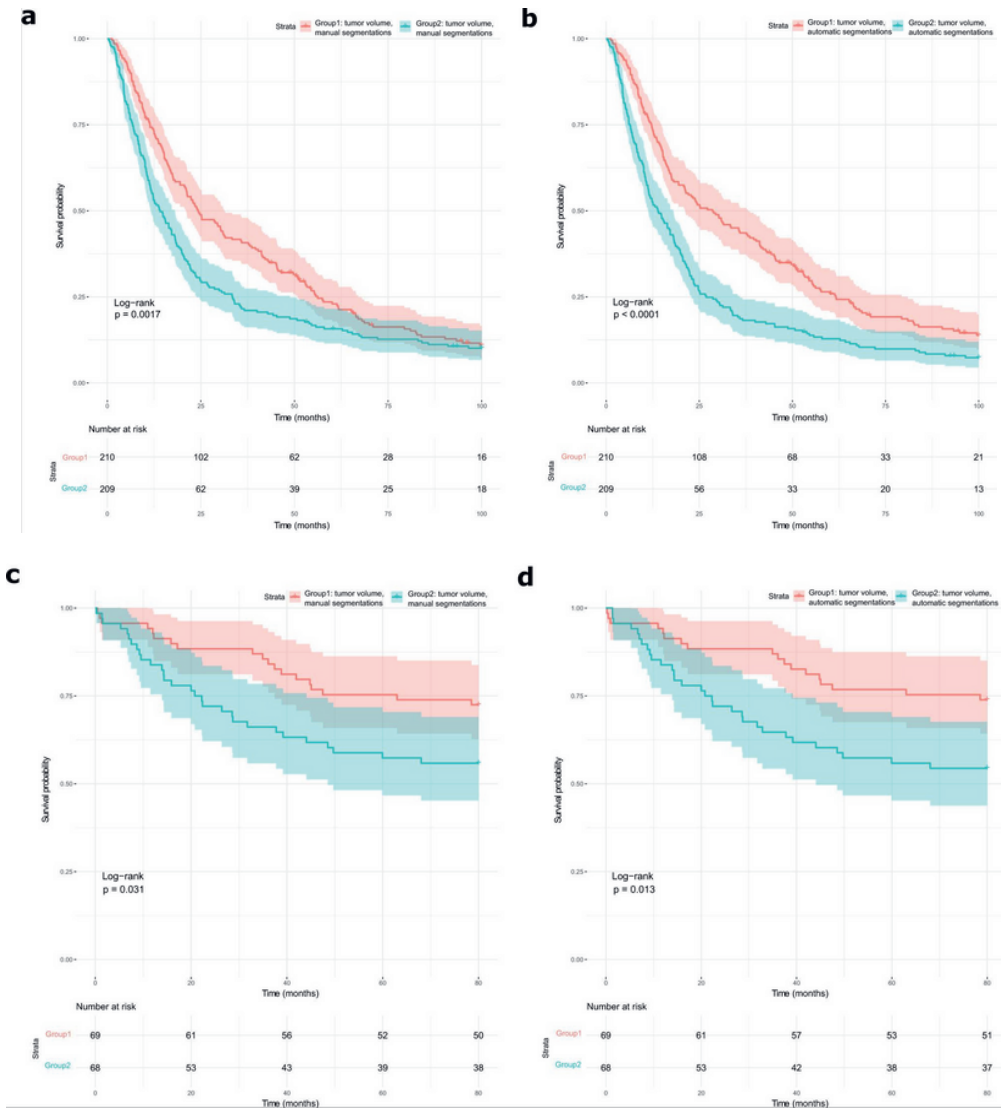 a
Strata Group1: tumor volume, manual segmentations Group2: tumor volume, manual segmentations
1.00
0.75
0.50
0.25
0.00
Survival probability
Log-rank
p = 0.0017
0 25 50 75 100
Time (months)
Number at risk
Strata
Group1 210 102 62 28 16
Group2 209 62 39 25 18
0 25 50 75 100
Time (months)
b
Strata Group1: tumor volume, automatic segmentations Group2: tumor volume, automatic segmentations
1.00
0.75
0.50
0.25
0.00
Survival probability
Log-rank
p < 0.0001
0 25 50 75 100
Time (months)
Number at risk
Strata
Group1 210 108 68 33 21
Group2 209 56 33 20 13
0 25 50 75 100
Time (months)
c
Strata Group1: tumor volume, manual segmentations Group2: tumor volume, manual segmentations
1.00
0.75
0.50
0.25
0.00
Survival probability
Log-rank
p = 0.031
0 20 40 60 80
Time (months)
Number at risk
Strata
Group1 69 61 56 52 50
Group2 68 53 43 39 38
0 20 40 60 80
Time (months)
d
Strata Group1: tumor volume, automatic segmentations Group2: tumor volume, automatic segmentations
1.00
0.75
0.50
0.25
0.00
Survival probability
Log-rank
p = 0.013
0 20 40 60 80
Time (months)
Number at risk
Strata
Group1 69 61 57 53 51
Group2 68 53 42 38 37
0 20 40 60 80
Time (months)